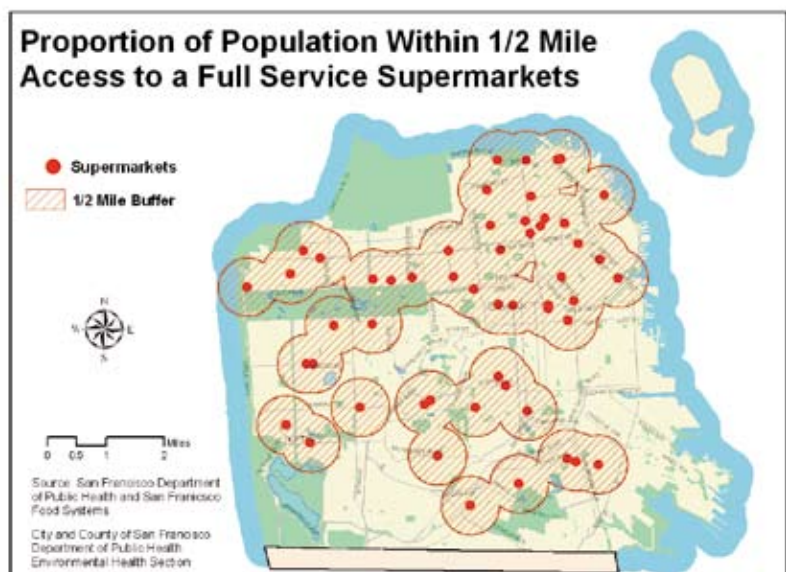 Proportion of Population Within 1/2 Mile
Access to a Full Service Supermarkets
Supermarkets
1/2 Mile Buffer
N
W
E
S
0 0.5 1 2 Miles
Source: San Francisco Department
of Public Health and San Francisco
Food Systems
City and County of San Francisco
Department of Public Health
Environmental Health Section